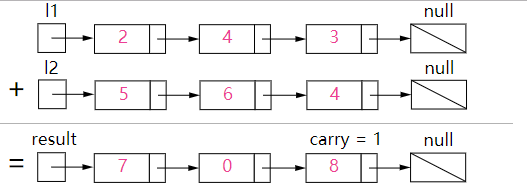 l1 null
2 4 3
+ l2 null
5 6 4
result carry = 1 null
= 7 0 8